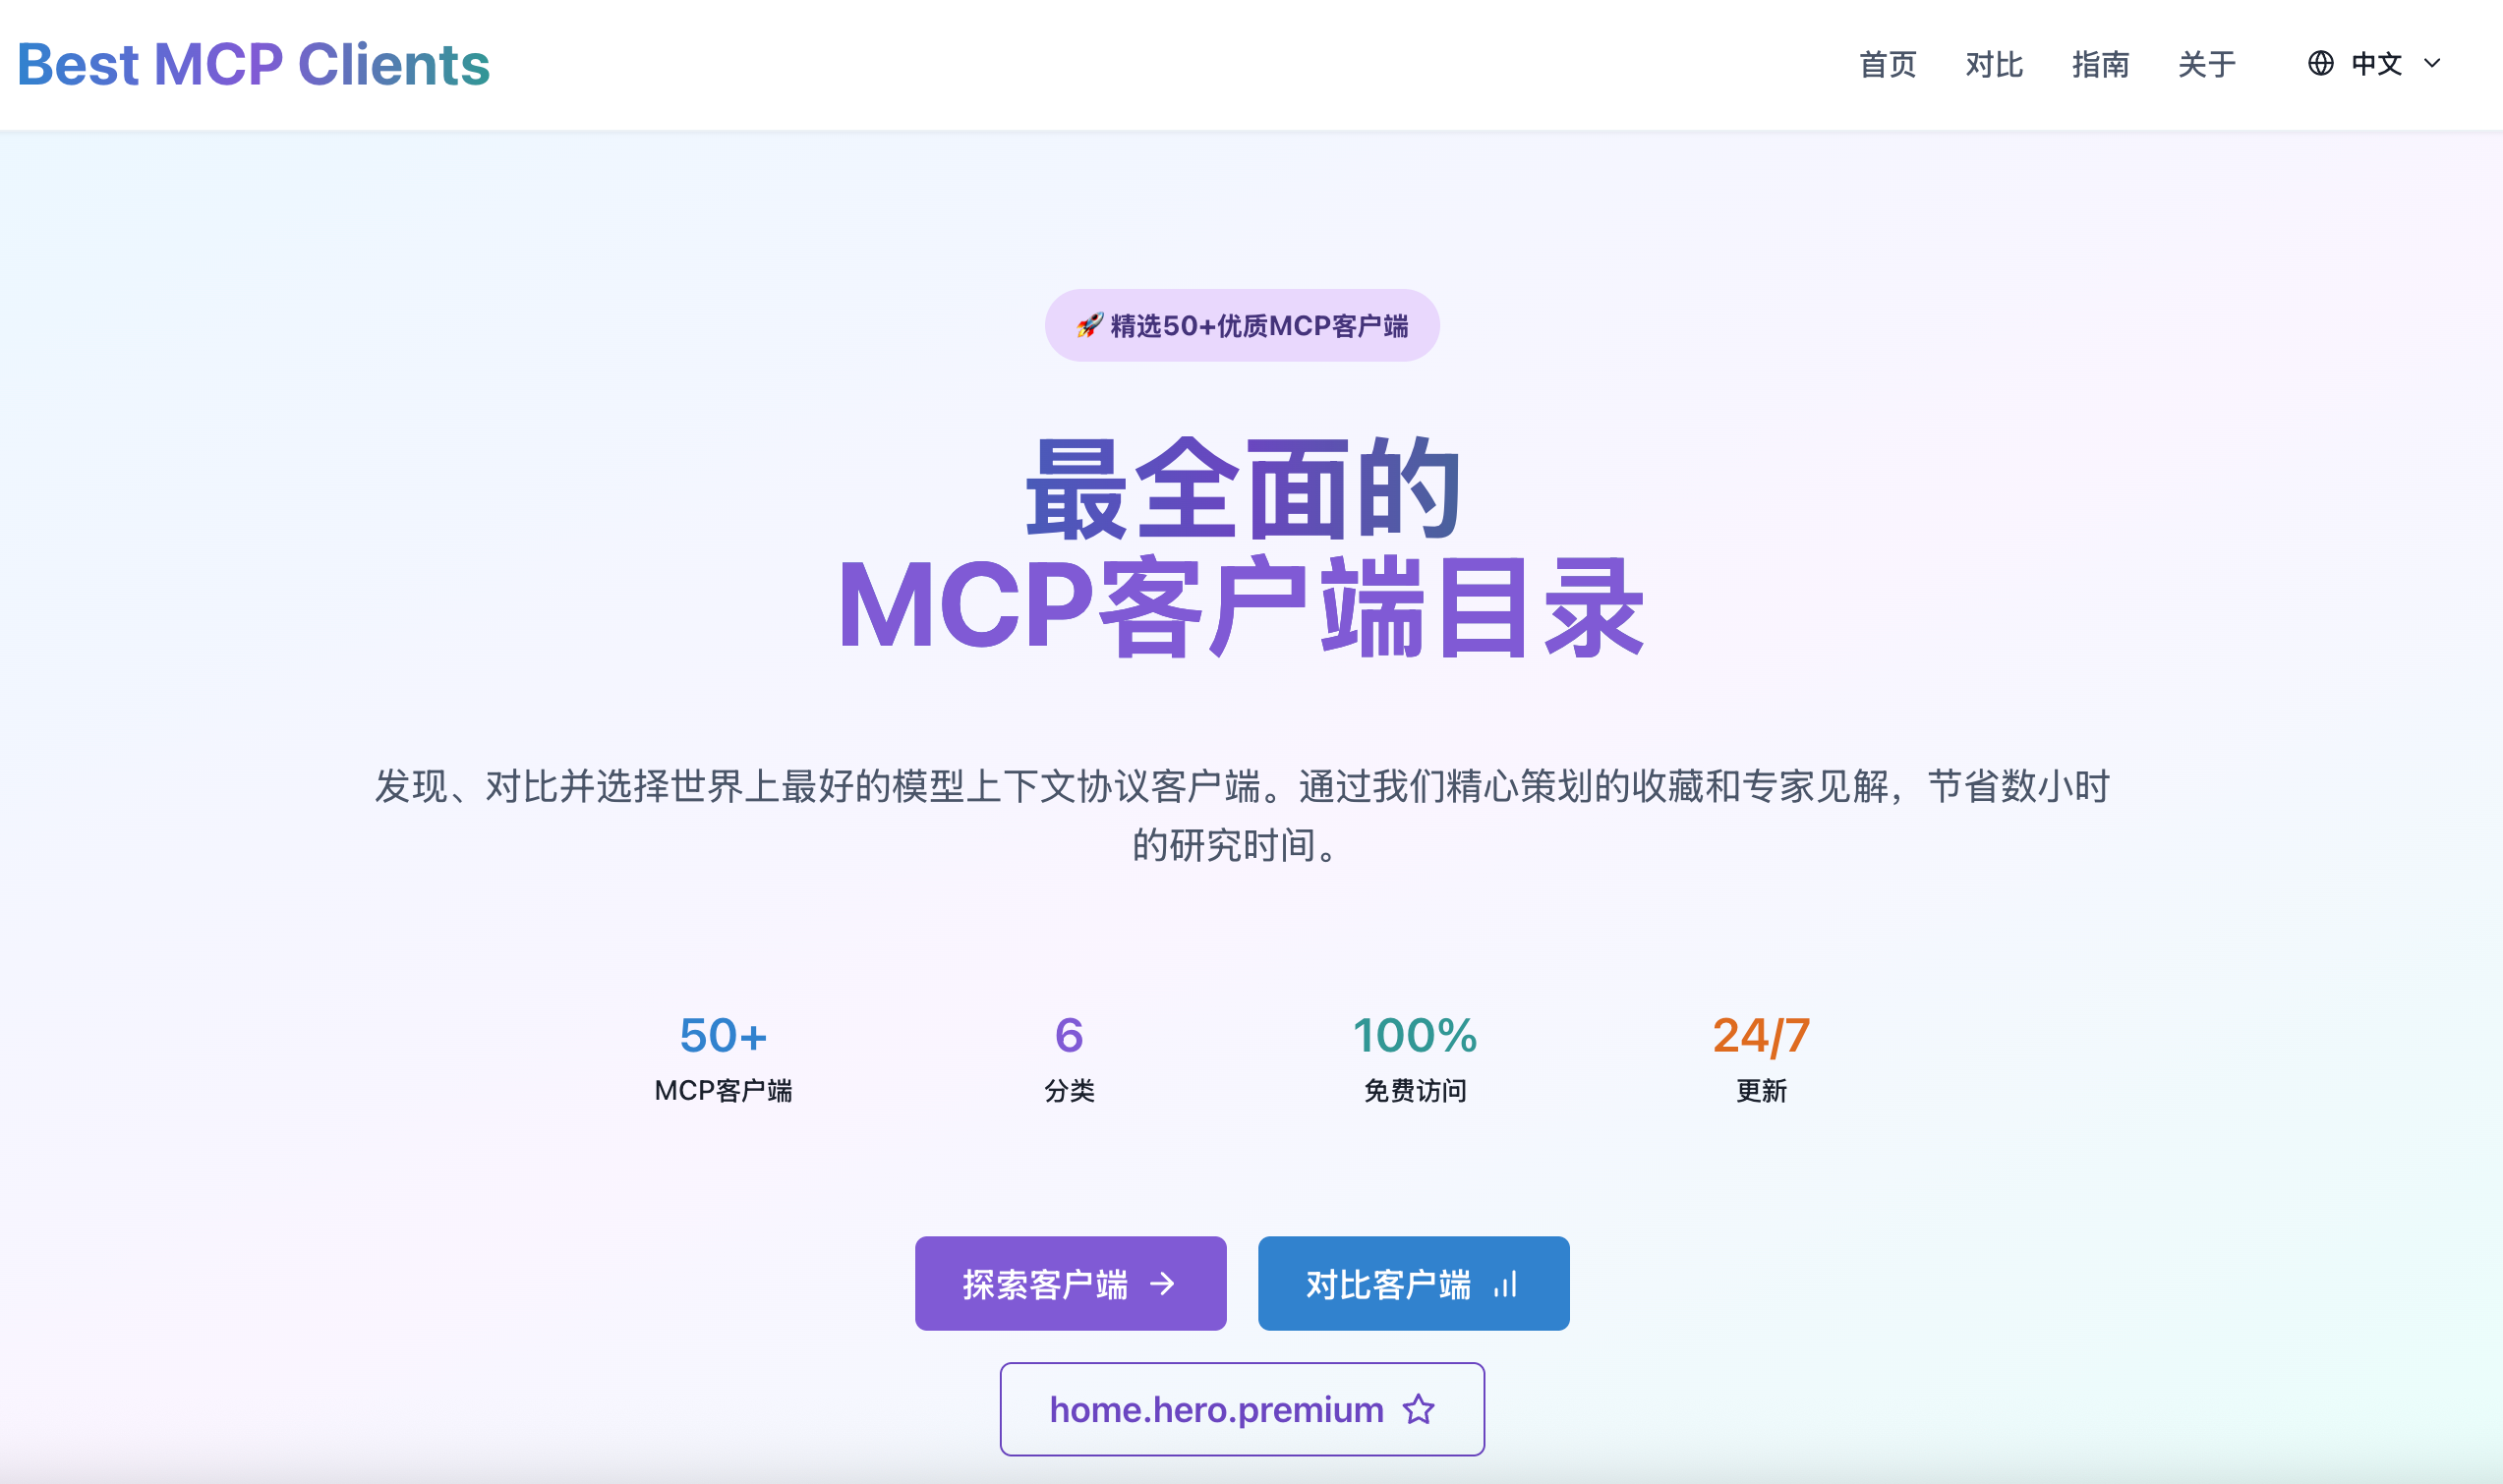 Best MCP Clients
首页 对比 指南 关于 中文
🚀 精选50+优质MCP客户端
最全面的
MCP客户端目录
发现、对比并选择世界上最好的模型上下文协议客户端。通过我们精心策划的收藏和专家见解，节省数小时
的研究时间。
50+ 6 100% 24/7
MCP客户端 分类 免费访问 更新
探索客户端 对比客户端
home.hero.premium